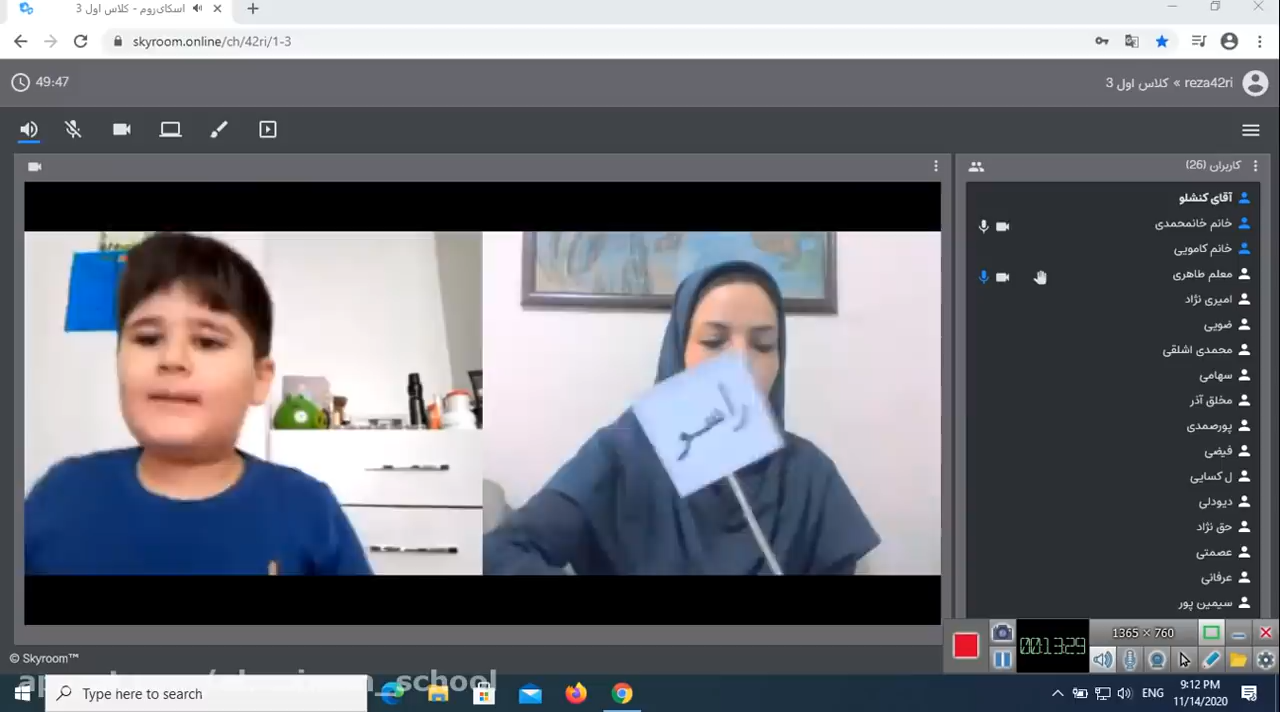 اسکای‌روم - کلاس اول 3
skyroom.online/ch/42ri/1-3
49:47
reza42ri » کلاس اول 3
کاربران (26)
آقای کنشلو
خانم خانمحمدی
خانم کامویی
معلم طاهری
امیری نژاد
ضویی
محمدی اشلقی
سهامی
مخلق آذر
پورصمدی
فیضی
ل کسایی
دیودلی
حق نژاد
عصمتی
عرفانی
سیمین پور
راسو
1365 × 760
00:13:29
© Skyroom™
_school
Type here to search
ENG
9:12 PM
11/14/2020